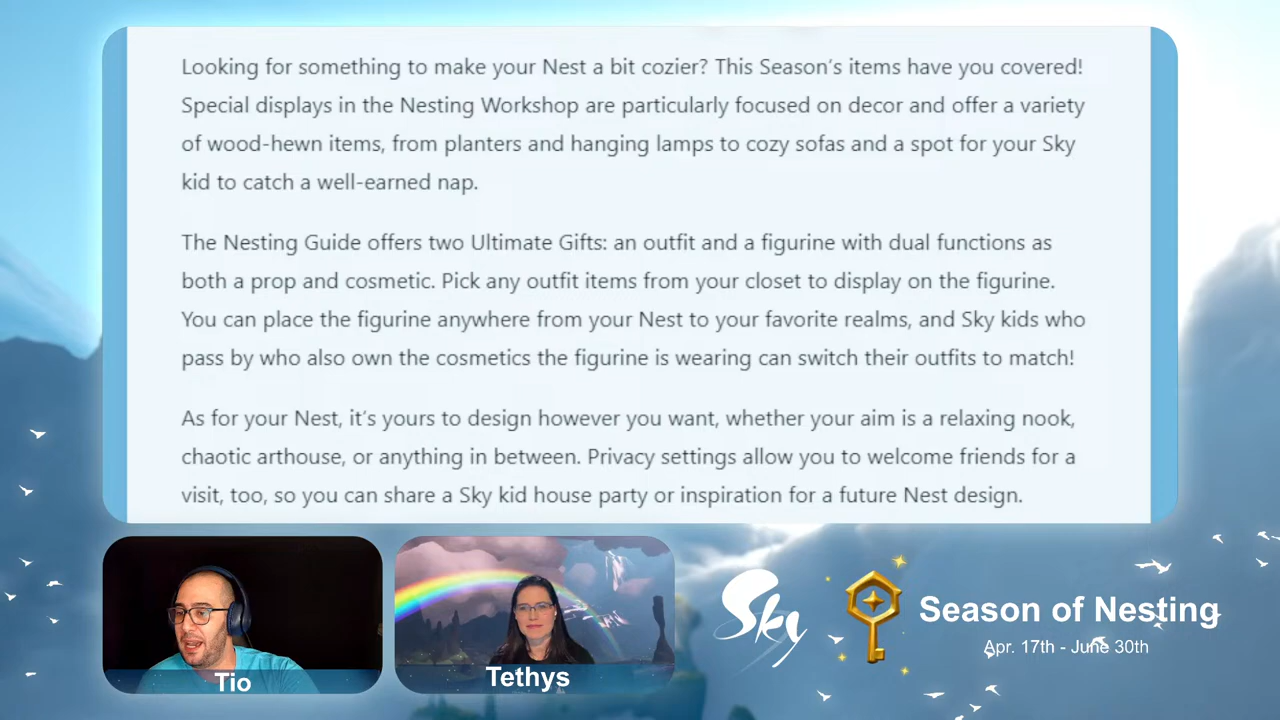 Looking for something to make your Nest a bit cozier? This Season's items have you covered!
Special displays in the Nesting Workshop are particularly focused on decor and offer a variety
of wood-hewn items, from planters and hanging lamps to cozy sofas and a spot for your Sky
kid to catch a well-earned nap.
The Nesting Guide offers two Ultimate Gifts: an outfit and a figurine with dual functions as
both a prop and cosmetic. Pick any outfit items from your closet to display on the figurine.
You can place the figurine anywhere from your Nest to your favorite realms, and Sky kids who
pass by who also own the cosmetics the figurine is wearing can switch their outfits to match!
As for your Nest, it's yours to design however you want, whether your aim is a relaxing nook,
chaotic arthouse, or anything in between. Privacy settings allow you to welcome friends for a
visit, too, so you can share a Sky kid house party or inspiration for a future Nest design.
Tio
Tethys
Sky
Season of Nesting
Apr. 17th - June 30th